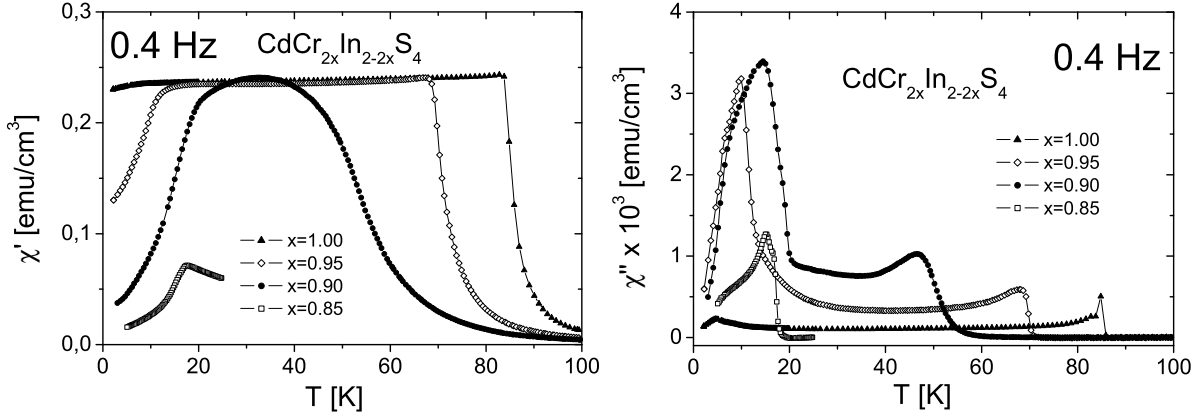 0,3
0.4 Hz
CdCr2xIn2-2xS4
0,2
χ' [emu/cm3]
x=1.00
x=0.95
x=0.90
x=0.85
0,1
0,0
0 20 40 60 80 100
T [K]
4
0.4 Hz
CdCr2xIn2-2xS4
3
χ" x 103 [emu/cm3]
x=1.00
x=0.95
x=0.90
x=0.85
2
1
0
0 20 40 60 80 100
T [K]